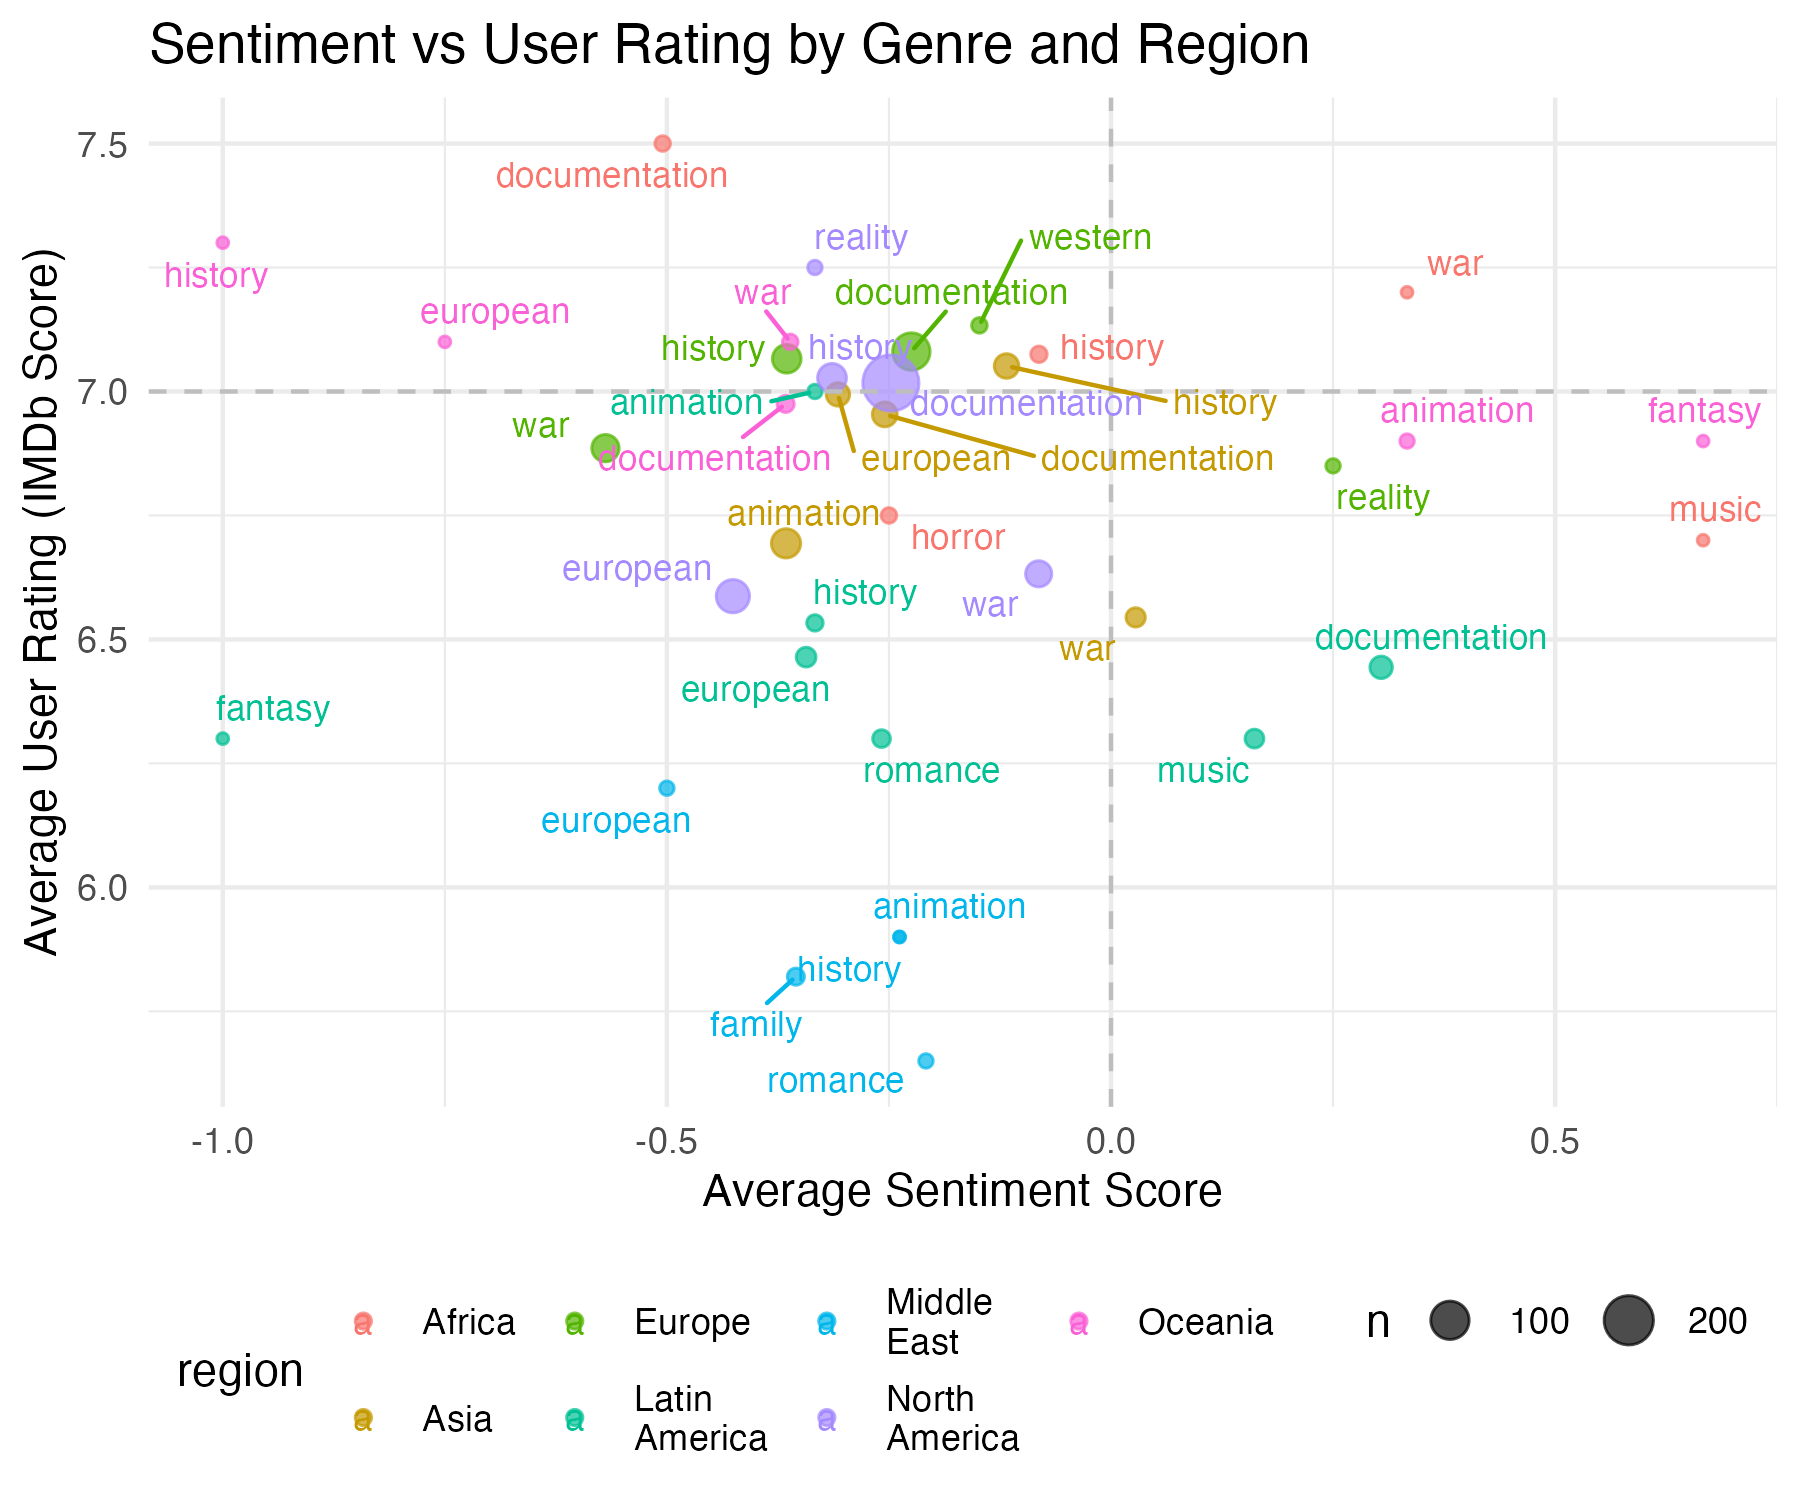 Sentiment vs User Rating by Genre and Region
Average User Rating (IMDb Score)
7.5
7.0
6.5
6.0
documentation
reality
western
history
war
european
war
documentation
history
history
history
animation
documentation
history
animation
fantasy
war
documentation
european
documentation
reality
animation
music
horror
european
history
war
war
documentation
european
fantasy
romance
music
european
animation
history
family
romance
-1.0
-0.5
0.0
0.5
Average Sentiment Score
region
a Africa
a Europe
a Middle
East
a Oceania
a Asia
a Latin
America
a North
America
n
100
200